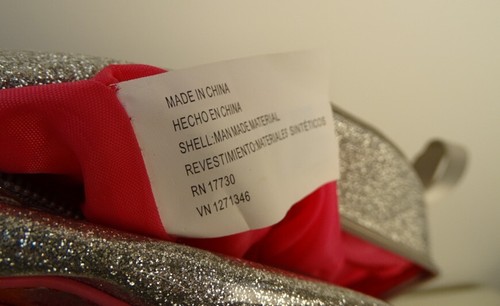 MADE IN CHINA
HECHO EN CHINA
SHELL: MAN MADE MATERIAL
REVESTIMIENTO: MATERIALES SINTÉTICOS
RN 17730
VN 1271346